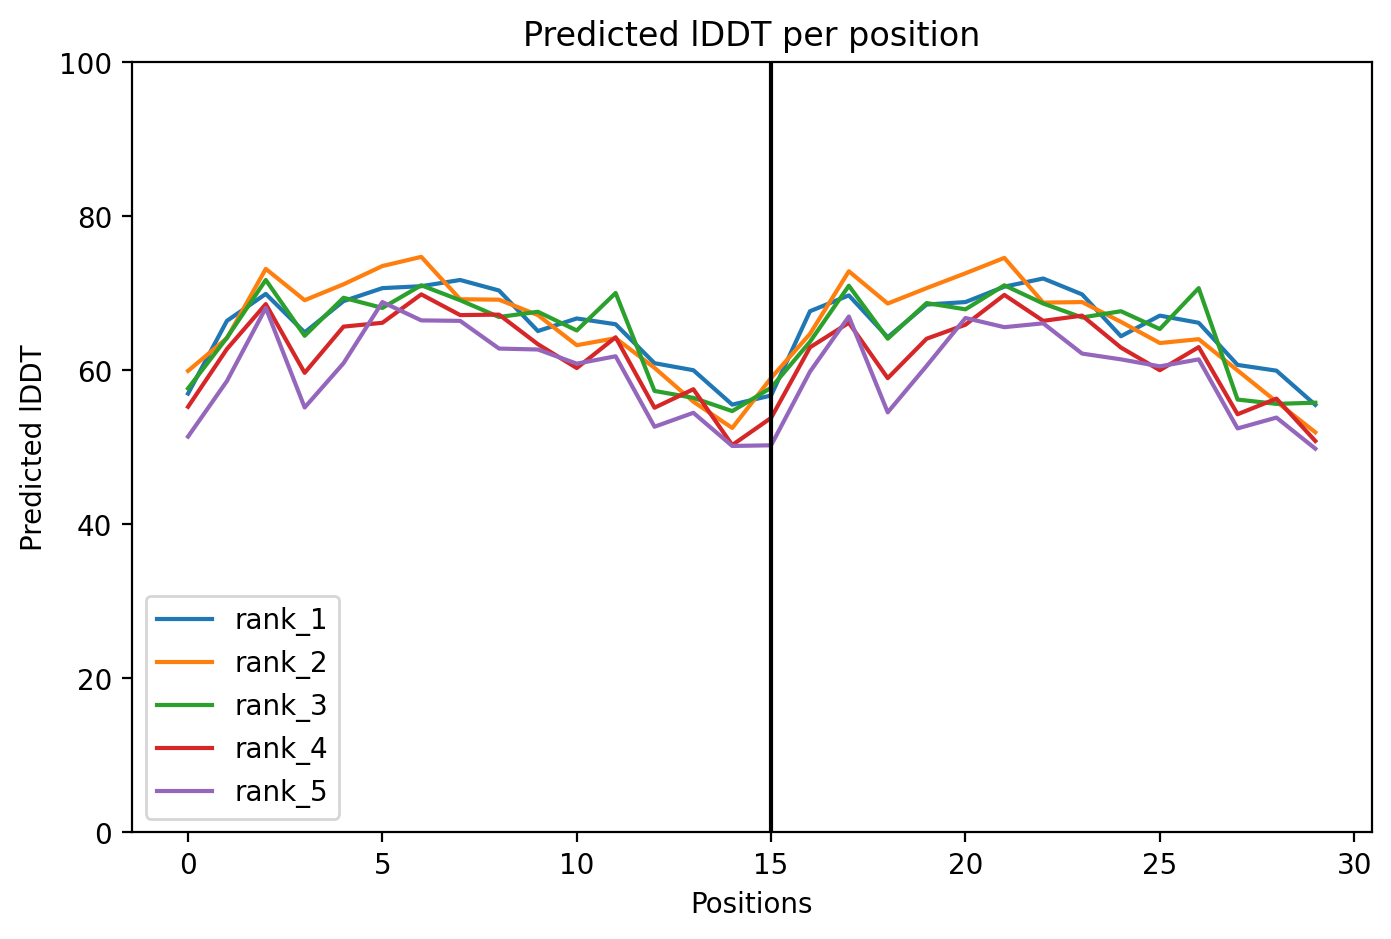 Predicted lDDT per position
100
80
60
40
20
0
Predicted lDDT
rank_1
rank_2
rank_3
rank_4
rank_5
0 5 10 15 20 25 30
Positions